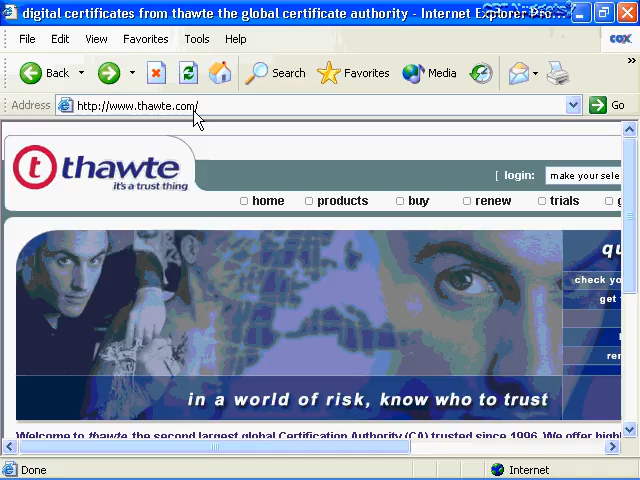 digital certificates from thawte the global certificate authority - Internet Explorer Pro
File Edit View Favorites Tools Help
COX
Back Search Favorites Media
Address http://www.thawte.com/ Go
t thawte
it's a trust thing
[ login: make your sele
home products buy renew trials g
qu
check yo
get
in a world of risk, know who to trust
rer
Welcome to thawte the second largest global Certification Authority (CA) trusted since 1996. We offer high
Done Internet